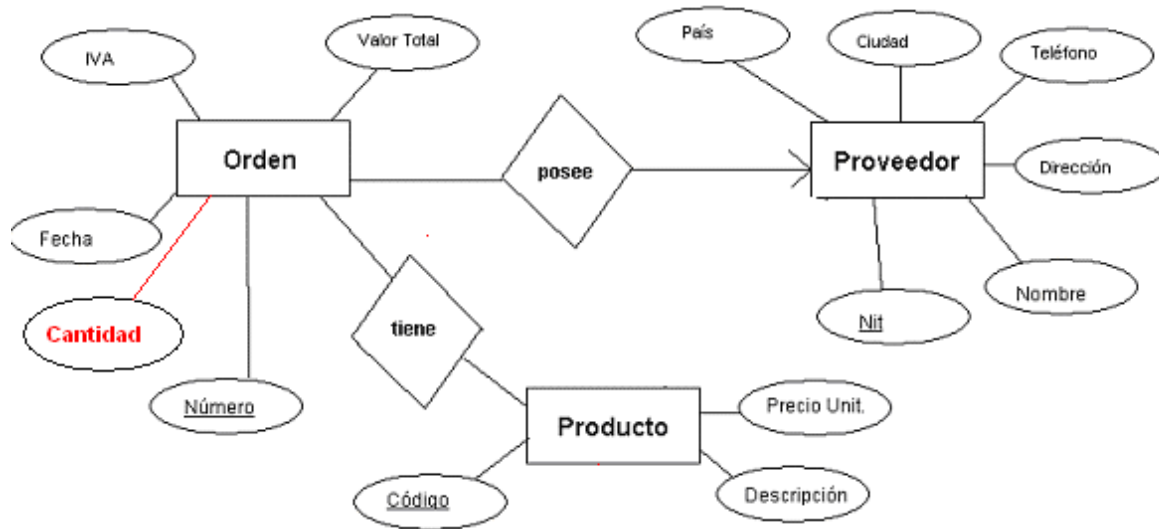 IVA
Valor Total
País
Ciudad
Teléfono
Orden
posee
Proveedor
Dirección
Fecha
Cantidad
Número
tiene
Nit
Nombre
Producto
Precio Unit.
Código
Descripción